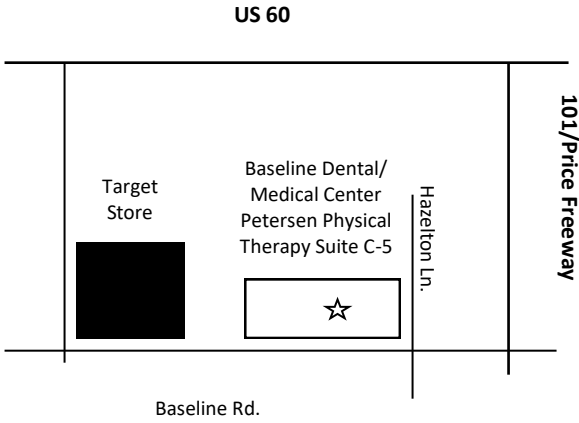 US 60
101/Price Freeway
Baseline Dental/
Medical Center
Petersen Physical
Therapy Suite C-5
Target
Store
Hazelton Ln.
Baseline Rd.